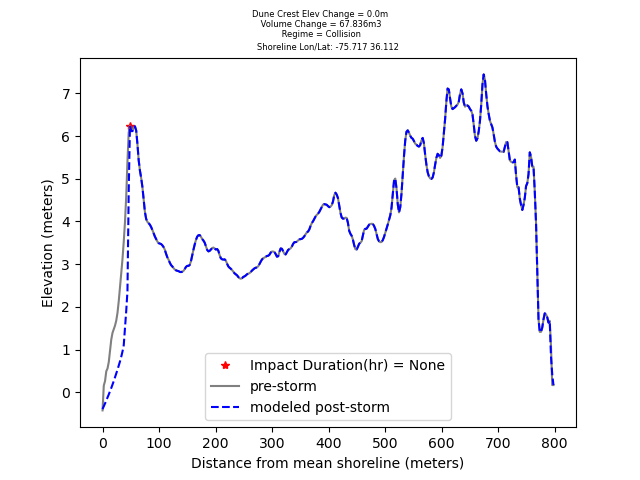 Dune Crest Elev Change = 0.0m
Volume Change = 67.836m3
Regime = Collision
Shoreline Lon/Lat: -75.717 36.112
7
6
5
4
3
2
1
0
Elevation (meters)
Impact Duration(hr) = None
pre-storm
modeled post-storm
0 100 200 300 400 500 600 700 800
Distance from mean shoreline (meters)